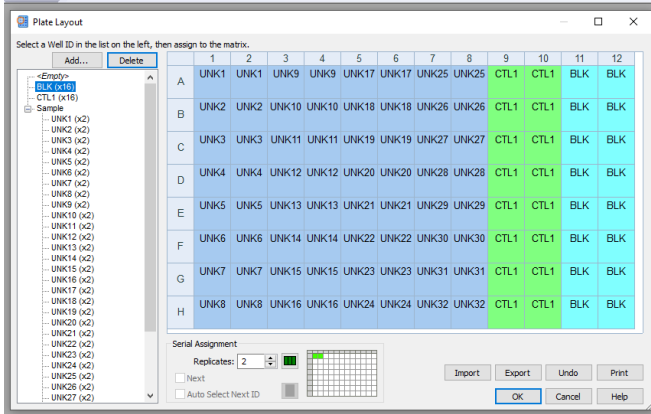 Plate Layout
Select a Well ID in the list on the left, then assign to the matrix.
Add...
Delete
<Empty>
BLK (x16)
CTL1 (x16)
Sample
UNK1 (x2)
UNK2 (x2)
UNK3 (x2)
UNK4 (x2)
UNK5 (x2)
UNK6 (x2)
UNK7 (x2)
UNK8 (x2)
UNK9 (x2)
UNK10 (x2)
UNK11 (x2)
UNK12 (x2)
UNK13 (x2)
UNK14 (x2)
UNK15 (x2)
UNK16 (x2)
UNK17 (x2)
UNK18 (x2)
UNK19 (x2)
UNK20 (x2)
UNK21 (x2)
UNK22 (x2)
UNK23 (x2)
UNK24 (x2)
UNK25 (x2)
UNK26 (x2)
UNK27 (x2)
1 2 3 4 5 6 7 8 9 10 11 12
A UNK1 UNK1 UNK9 UNK9 UNK17 UNK17 UNK25 UNK25 CTL1 CTL1 BLK BLK
B UNK2 UNK2 UNK10 UNK10 UNK18 UNK18 UNK26 UNK26 CTL1 CTL1 BLK BLK
C UNK3 UNK3 UNK11 UNK11 UNK19 UNK19 UNK27 UNK27 CTL1 CTL1 BLK BLK
D UNK4 UNK4 UNK12 UNK12 UNK20 UNK20 UNK28 UNK28 CTL1 CTL1 BLK BLK
E UNK5 UNK5 UNK13 UNK13 UNK21 UNK21 UNK29 UNK29 CTL1 CTL1 BLK BLK
F UNK6 UNK6 UNK14 UNK14 UNK22 UNK22 UNK30 UNK30 CTL1 CTL1 BLK BLK
G UNK7 UNK7 UNK15 UNK15 UNK23 UNK23 UNK31 UNK31 CTL1 CTL1 BLK BLK
H UNK8 UNK8 UNK16 UNK16 UNK24 UNK24 UNK32 UNK32 CTL1 CTL1 BLK BLK
Serial Assignment
Replicates: 2
Next
Auto Select Next ID
Import Export Undo Print
OK Cancel Help